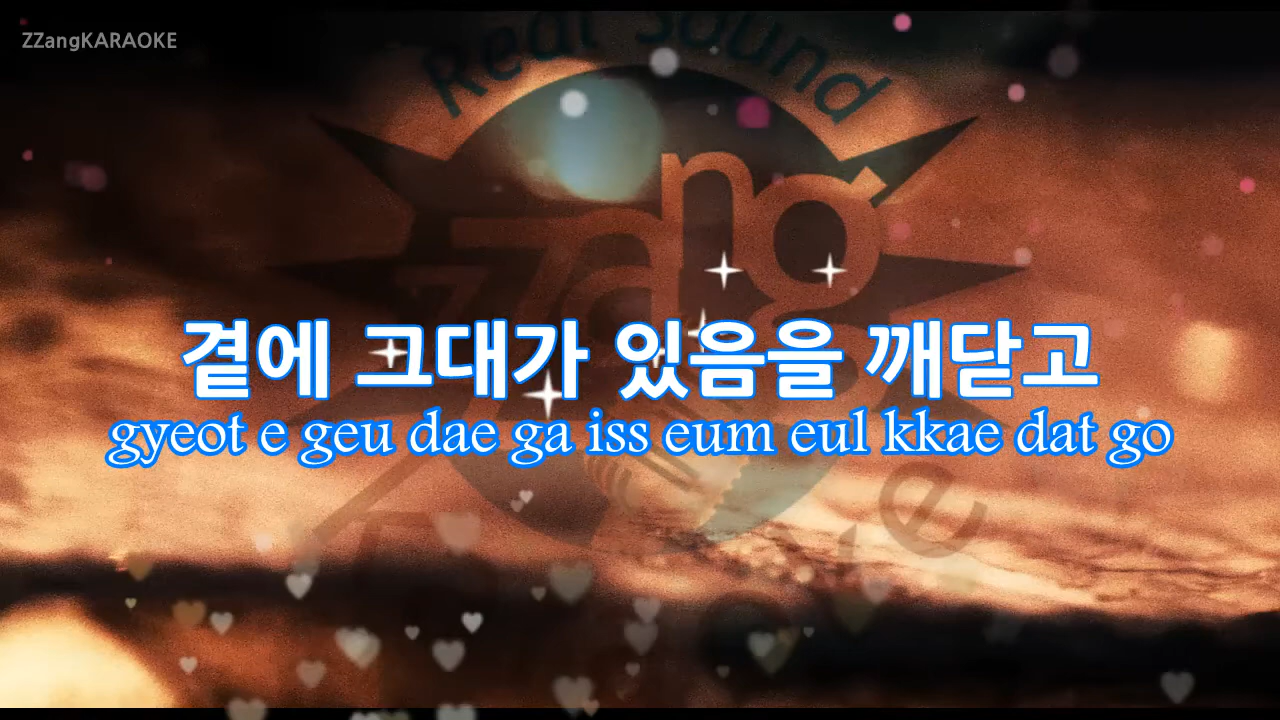 ZZangKARAOKE
Real Sound
zzang
곁에 그대가 있음을 깨닫고
gyeot e geu dae ga iss eum eul kkae dat go